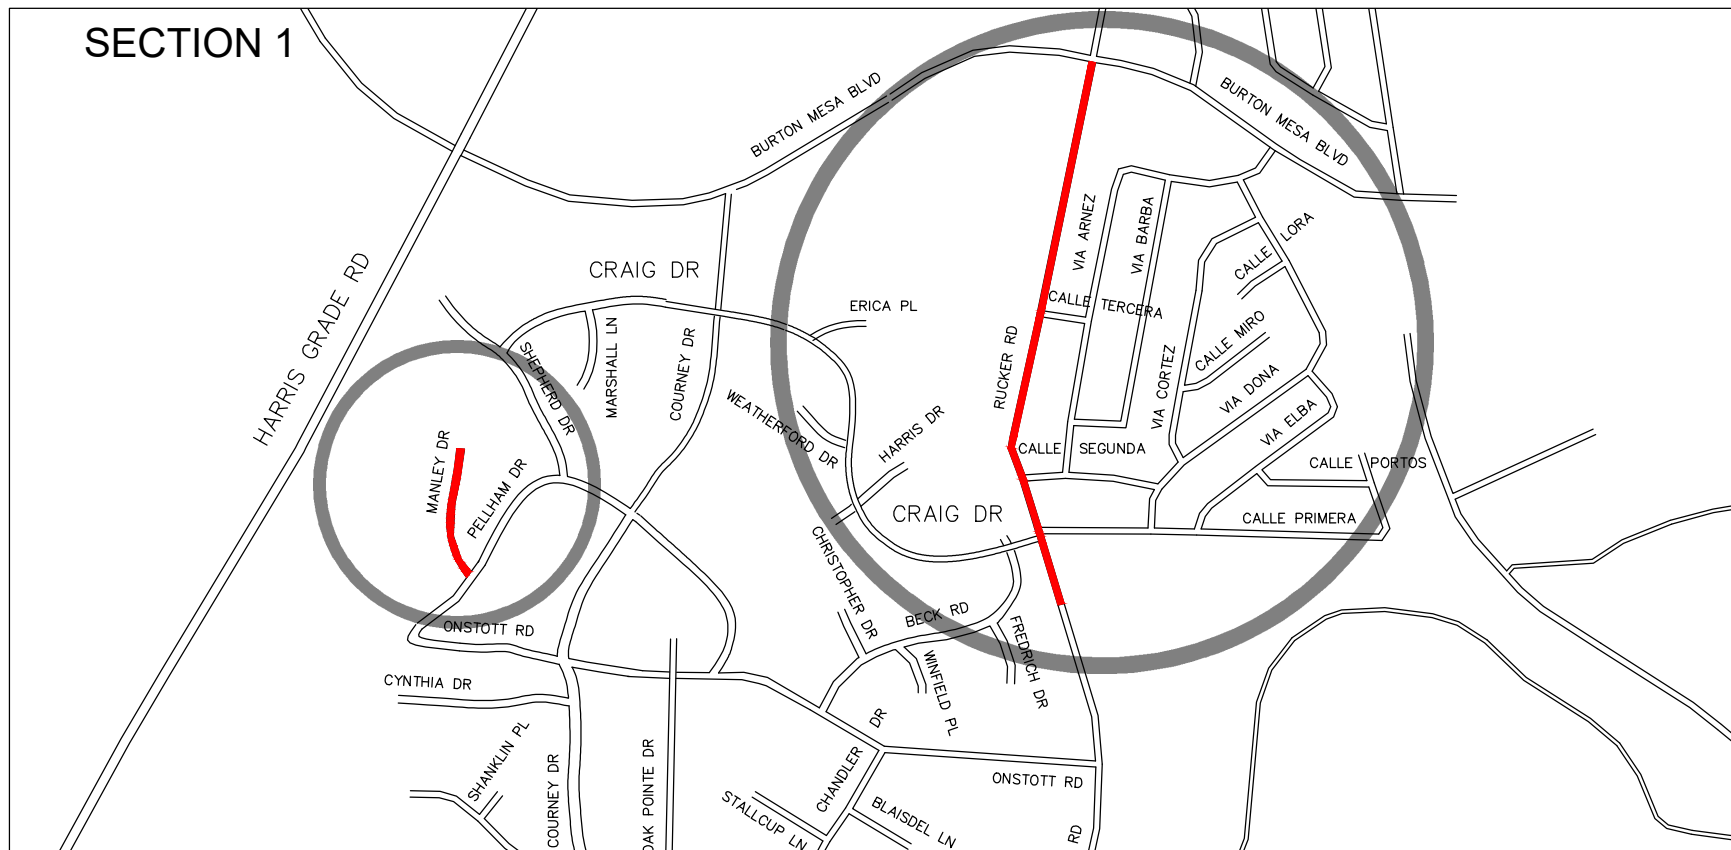 SECTION 1
BURTON MESA BLVD
BURTON MESA BLVD
HARRIS GRADE RD
CRAIG DR
VIA ARNEZ
VIA BARBA
CALLE LORA
ERICA PL
CALLE TERCERA
SHEPHERD DR
MARSHALL LN
COURNEY DR
RUCKER RD
CALLE MIRO
VIA CORTEZ
VIA DONA
WEATHERFORD DR
HARRIS DR
VIA ELBA
MANLEY DR
PELLHAM DR
CALLE SEGUNDA
CALLE PORTOS
CRAIG DR
CALLE PRIMERA
CHRISTOPHER DR
BECK RD
FREDRICH DR
ONSTOTT RD
WINFIELD PL
CYNTHIA DR
SHANKLIN PL
COURNEY DR
OAK POINTE DR
CHANDLER DR
ONSTOTT RD
STALLCUP LN
BLAISDEL LN
RD